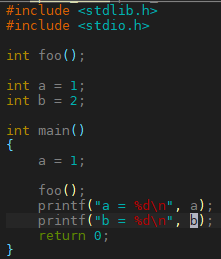 #include <stdlib.h>
#include <stdio.h>

int foo();

int a = 1;
int b = 2;

int main()
{
    a = 1;

    foo();
    printf("a = %d\n", a);
    printf("b = %d\n", b);
    return 0;
}